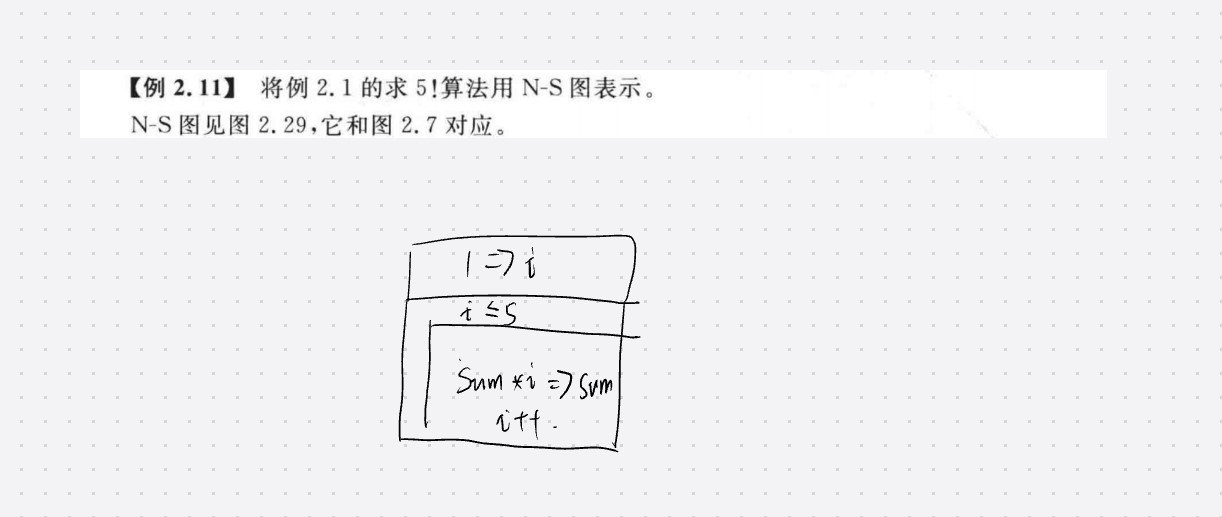 【例 2.11】 将例 2.1 的求 5!算法用 N-S 图表示。
N-S 图见图 2.29,它和图 2.7 对应。
1 => i
i ≤ 5
Sum * i => Sum
i++.